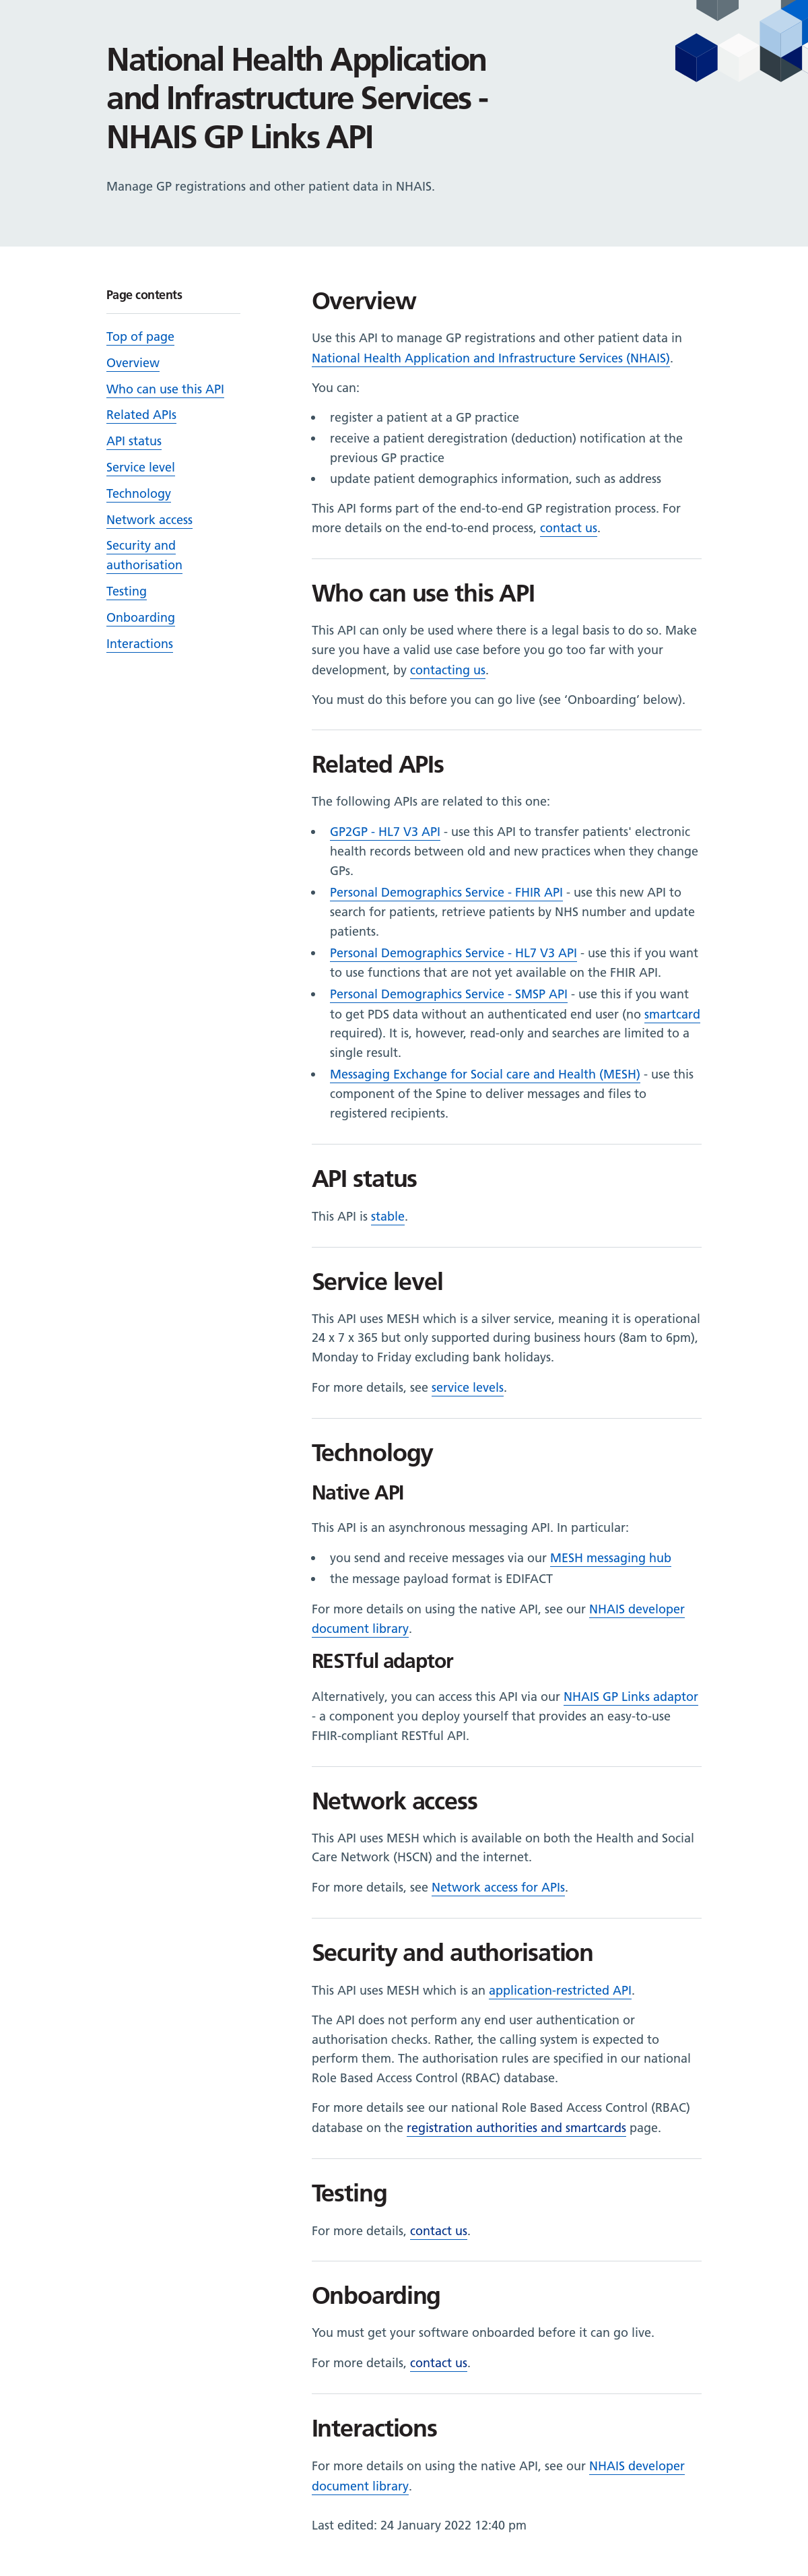 National Health Application
and Infrastructure Services -
NHAIS GP Links API
Manage GP registrations and other patient data in NHAIS.
Page contents
Top of page
Overview
Who can use this API
Related APIs
API status
Service level
Technology
Network access
Security and
authorisation
Testing
Onboarding
Interactions
Overview
Use this API to manage GP registrations and other patient data in
National Health Application and Infrastructure Services (NHAIS).
You can:
• register a patient at a GP practice
• receive a patient deregistration (deduction) notification at the
previous GP practice
• update patient demographics information, such as address
This API forms part of the end-to-end GP registration process. For
more details on the end-to-end process, contact us.
Who can use this API
This API can only be used where there is a legal basis to do so. Make
sure you have a valid use case before you go too far with your
development, by contacting us.
You must do this before you can go live (see ‘Onboarding’ below).
Related APIs
The following APIs are related to this one:
• GP2GP - HL7 V3 API - use this API to transfer patients' electronic
health records between old and new practices when they change
GPs.
• Personal Demographics Service - FHIR API - use this new API to
search for patients, retrieve patients by NHS number and update
patients.
• Personal Demographics Service - HL7 V3 API - use this if you want
to use functions that are not yet available on the FHIR API.
• Personal Demographics Service - SMSP API - use this if you want
to get PDS data without an authenticated end user (no smartcard
required). It is, however, read-only and searches are limited to a
single result.
• Messaging Exchange for Social care and Health (MESH) - use this
component of the Spine to deliver messages and files to
registered recipients.
API status
This API is stable.
Service level
This API uses MESH which is a silver service, meaning it is operational
24 x 7 x 365 but only supported during business hours (8am to 6pm),
Monday to Friday excluding bank holidays.
For more details, see service levels.
Technology
Native API
This API is an asynchronous messaging API. In particular:
• you send and receive messages via our MESH messaging hub
• the message payload format is EDIFACT
For more details on using the native API, see our NHAIS developer
document library.
RESTful adaptor
Alternatively, you can access this API via our NHAIS GP Links adaptor
- a component you deploy yourself that provides an easy-to-use
FHIR-compliant RESTful API.
Network access
This API uses MESH which is available on both the Health and Social
Care Network (HSCN) and the internet.
For more details, see Network access for APIs.
Security and authorisation
This API uses MESH which is an application-restricted API.
The API does not perform any end user authentication or
authorisation checks. Rather, the calling system is expected to
perform them. The authorisation rules are specified in our national
Role Based Access Control (RBAC) database.
For more details see our national Role Based Access Control (RBAC)
database on the registration authorities and smartcards page.
Testing
For more details, contact us.
Onboarding
You must get your software onboarded before it can go live.
For more details, contact us.
Interactions
For more details on using the native API, see our NHAIS developer
document library.
Last edited: 24 January 2022 12:40 pm